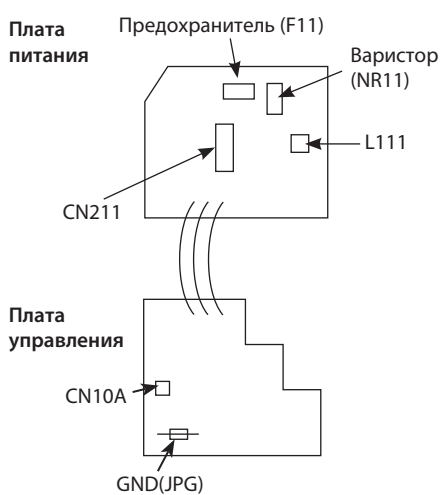 Плата
питания
Предохранитель (F11)
Варистор
(NR11)
L111
CN211
Плата
управления
CN10A
GND(JPG)